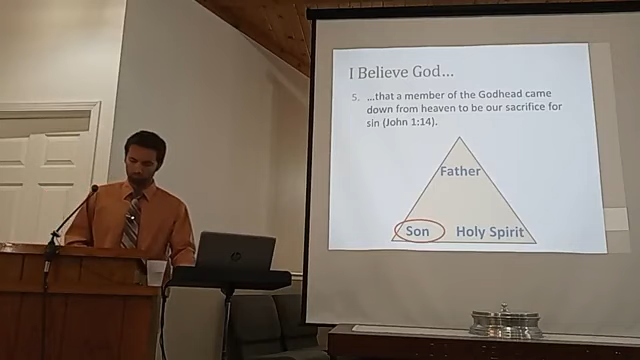 I Believe God...
5. ...that a member of the Godhead came
down from heaven to be our sacrifice for
sin (John 1:14).
Father
Son Holy Spirit
hp